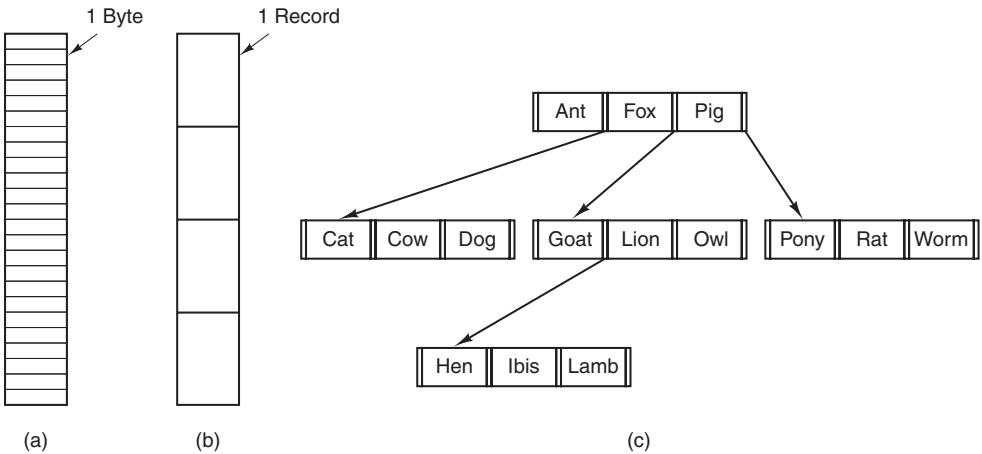 1 Byte
1 Record
Ant Fox Pig
Cat Cow Dog
Goat Lion Owl
Pony Rat Worm
Hen Ibis Lamb
(a)
(b)
(c)